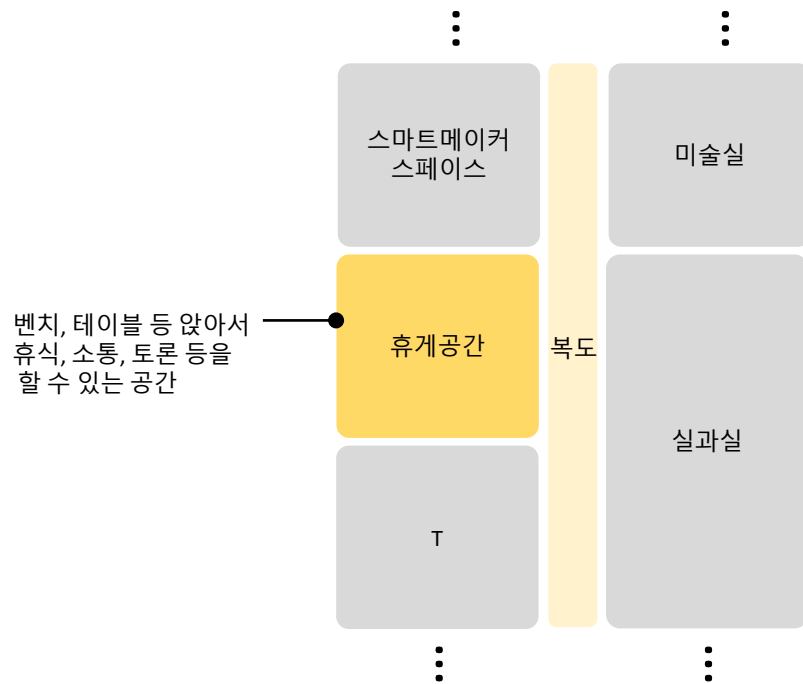 스마트메이커
스페이스
미술실
벤치, 테이블 등 앉아서
휴식, 소통, 토론 등을
할 수 있는 공간
휴게공간
복도
실과실
T